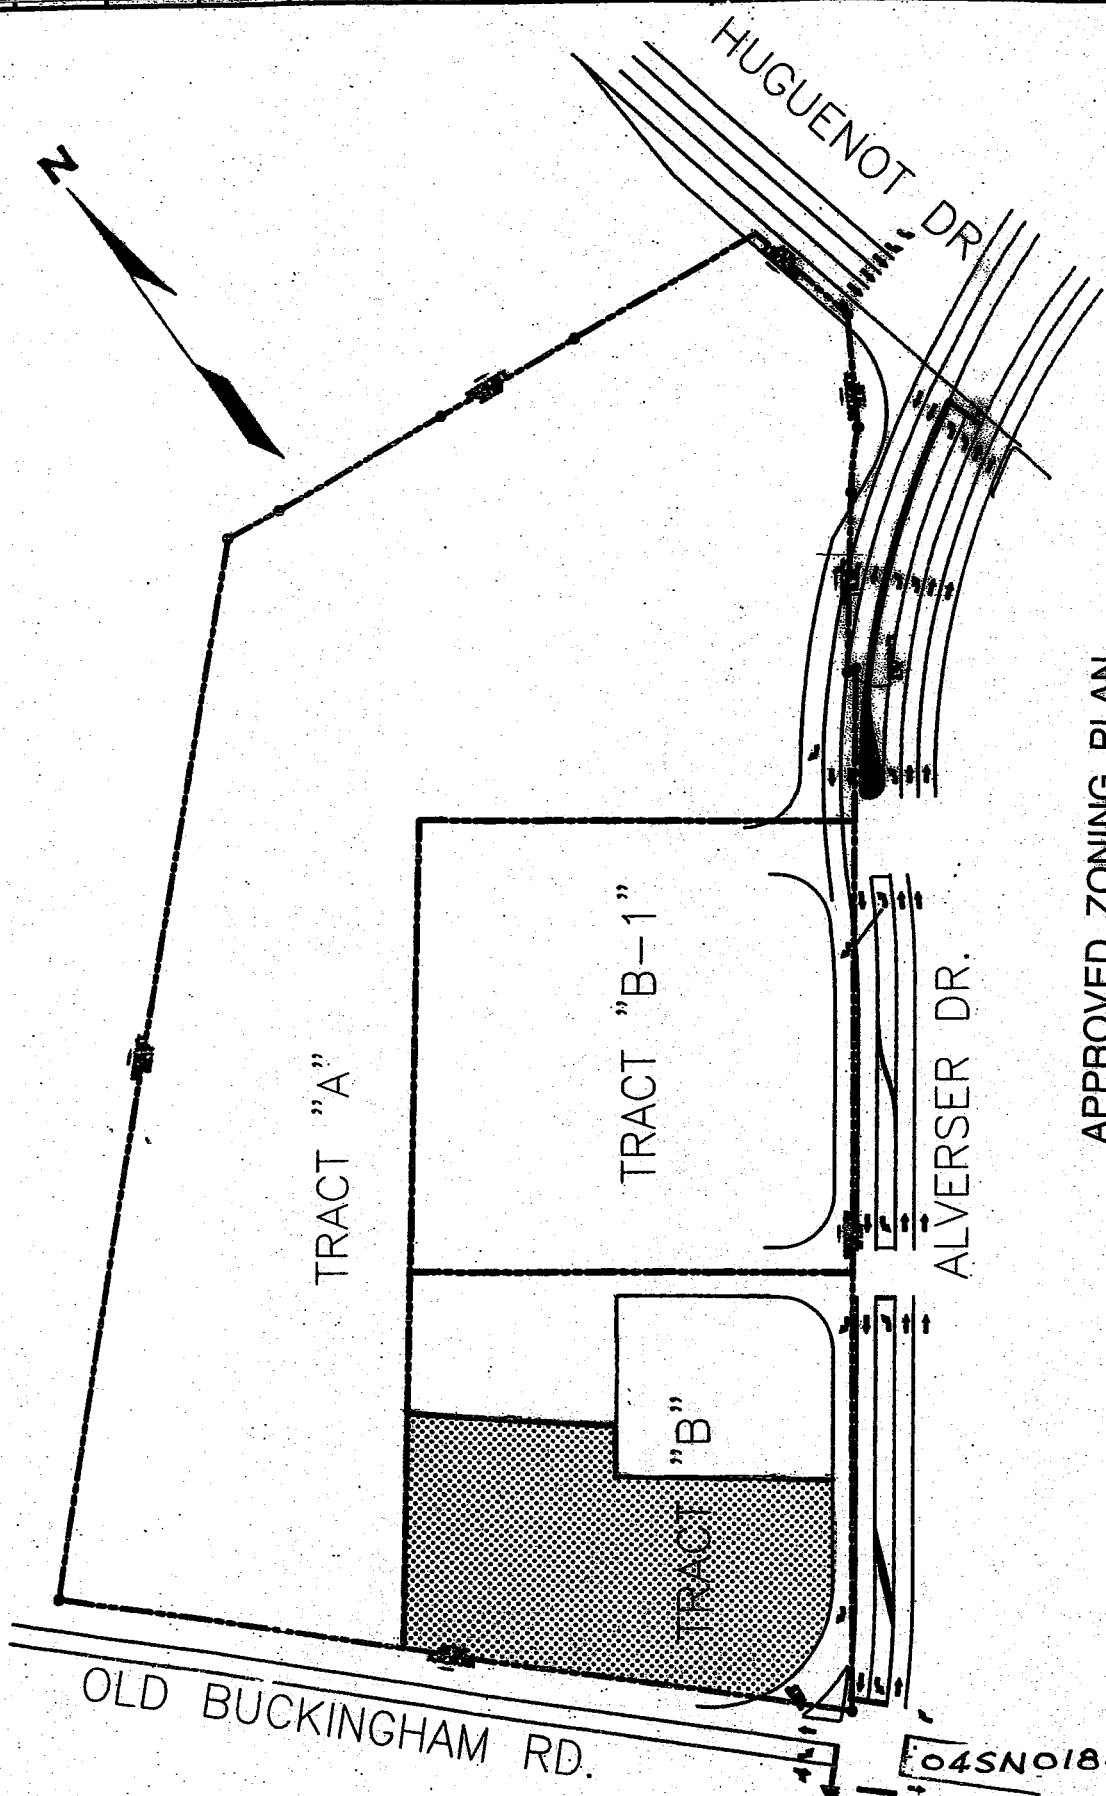 HUGUENOT DR
N
TRACT "A"
TRACT "B-1"
TRACT "B"
ALVERSER DR.
APPROVED ZONING PLAN
OLD BUCKINGHAM RD.
04SN018